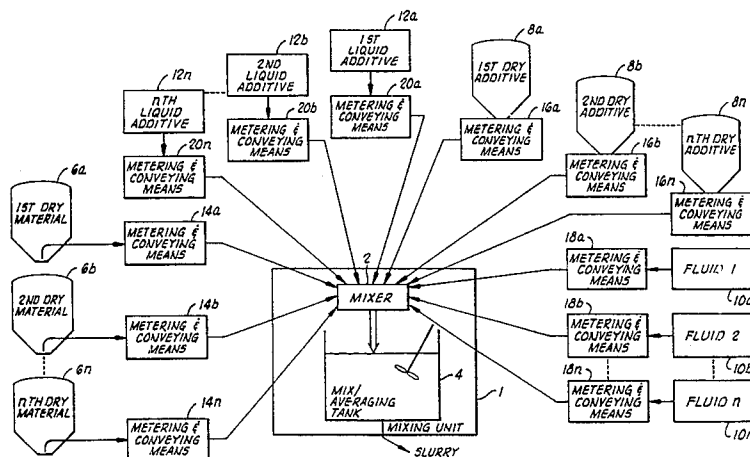 12n
nTH
LIQUID
ADDITIVE
12b
2ND
LIQUID
ADDITIVE
12a
1ST
LIQUID
ADDITIVE
8a
1ST
DRY
ADDITIVE
8b
2ND
DRY
ADDITIVE
8n
nTH DRY
ADDITIVE
20n
METERING &
CONVEYING
MEANS
20b
METERING &
CONVEYING
MEANS
20a
METERING &
CONVEYING
MEANS
16a
METERING &
CONVEYING
MEANS
16b
METERING &
CONVEYING
MEANS
16n
METERING &
CONVEYING
MEANS
6a
1ST DRY
MATERIAL
14a
METERING &
CONVEYING
MEANS
6b
2ND DRY
MATERIAL
14b
METERING &
CONVEYING
MEANS
6n
nTH DRY
MATERIAL
14n
METERING &
CONVEYING
MEANS
2
MIXER
4
MIX/
AVERAGING
TANK
1
MIXING UNIT
SLURRY
18a
METERING &
CONVEYING
MEANS
FLUID 1
10a
18b
METERING &
CONVEYING
MEANS
FLUID 2
10b
18n
METERING &
CONVEYING
MEANS
FLUID n
10n